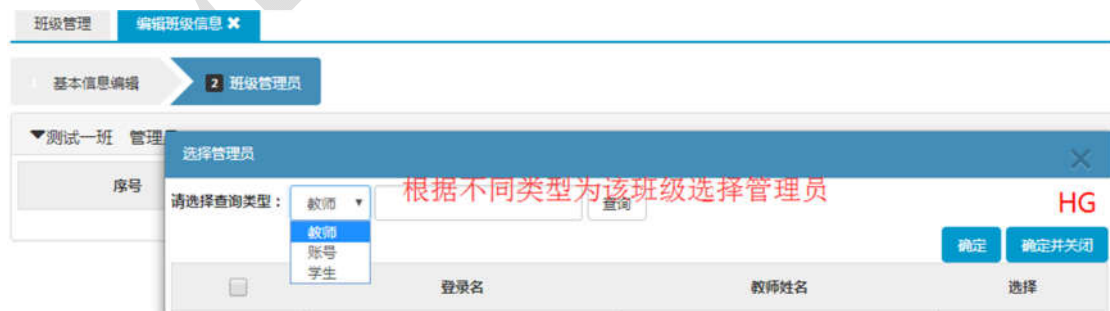 班级管理 编辑班级信息 ✖
基本信息编辑 2 班级管理员
▼测试一班 管理员
选择管理员
序号
请选择查询类型： 教师 ▼ 查询
根据不同类型为该班级选择管理员
HG
教师
账号
学生
确定 确定并关闭
登录名 教师姓名 选择